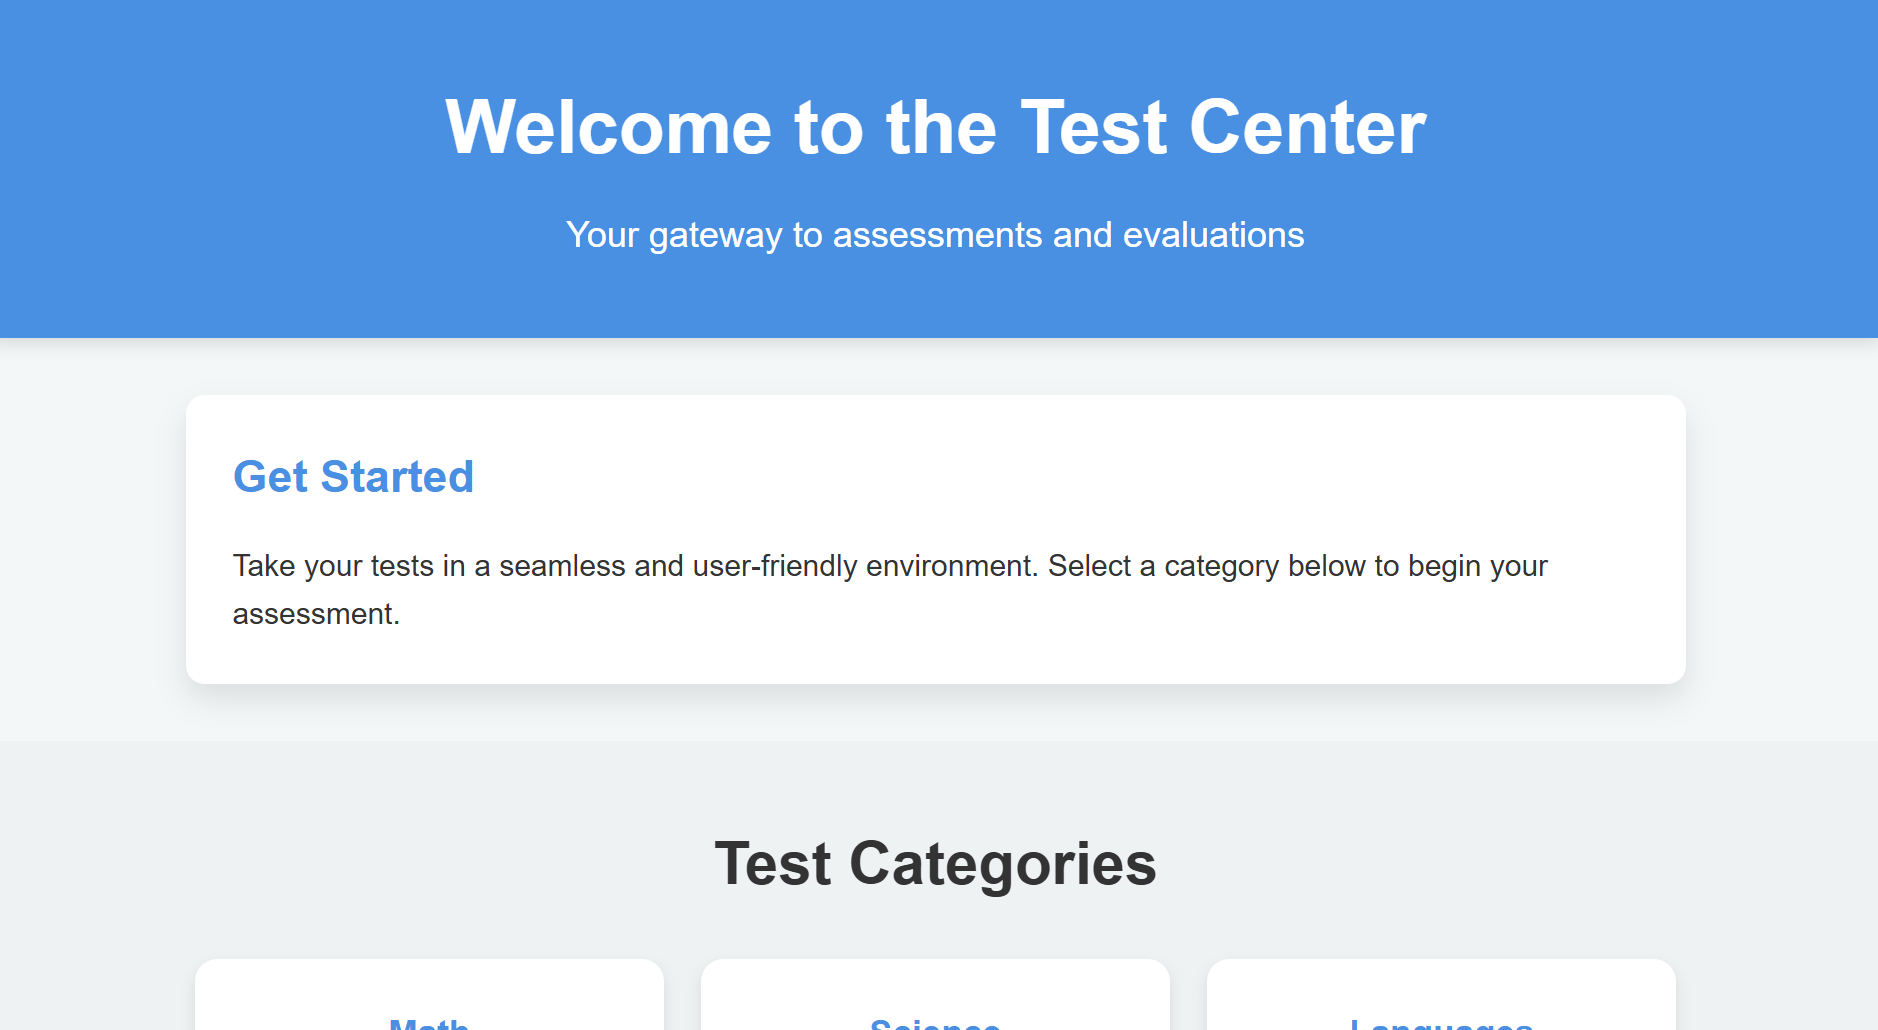 Welcome to the Test Center
Your gateway to assessments and evaluations
Get Started
Take your tests in a seamless and user-friendly environment. Select a category below to begin your
assessment.
Test Categories
Math
Science
Languages